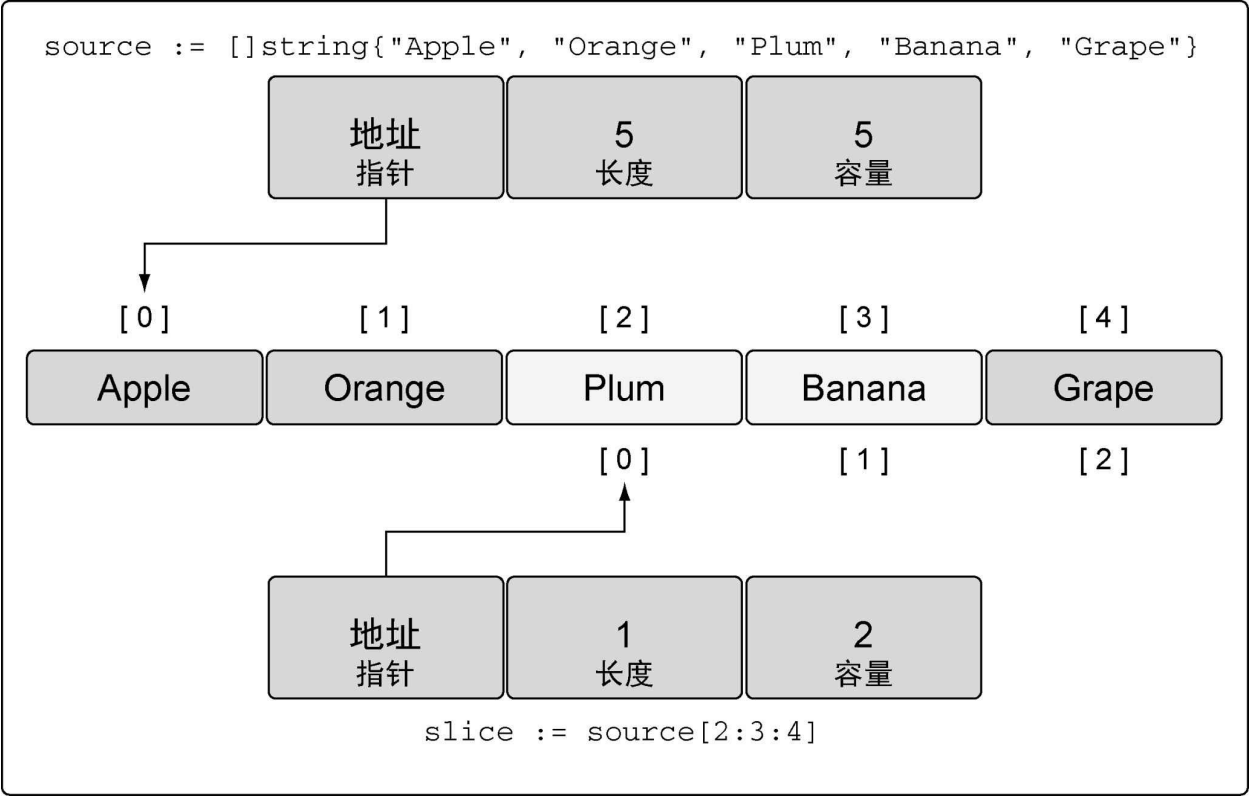 source := []string{"Apple", "Orange", "Plum", "Banana", "Grape"}
地址 5 5
指针 长度 容量
[0] [1] [2] [3] [4]
Apple Orange Plum Banana Grape
[0] [1] [2]
地址 1 2
指针 长度 容量
slice := source[2:3:4]